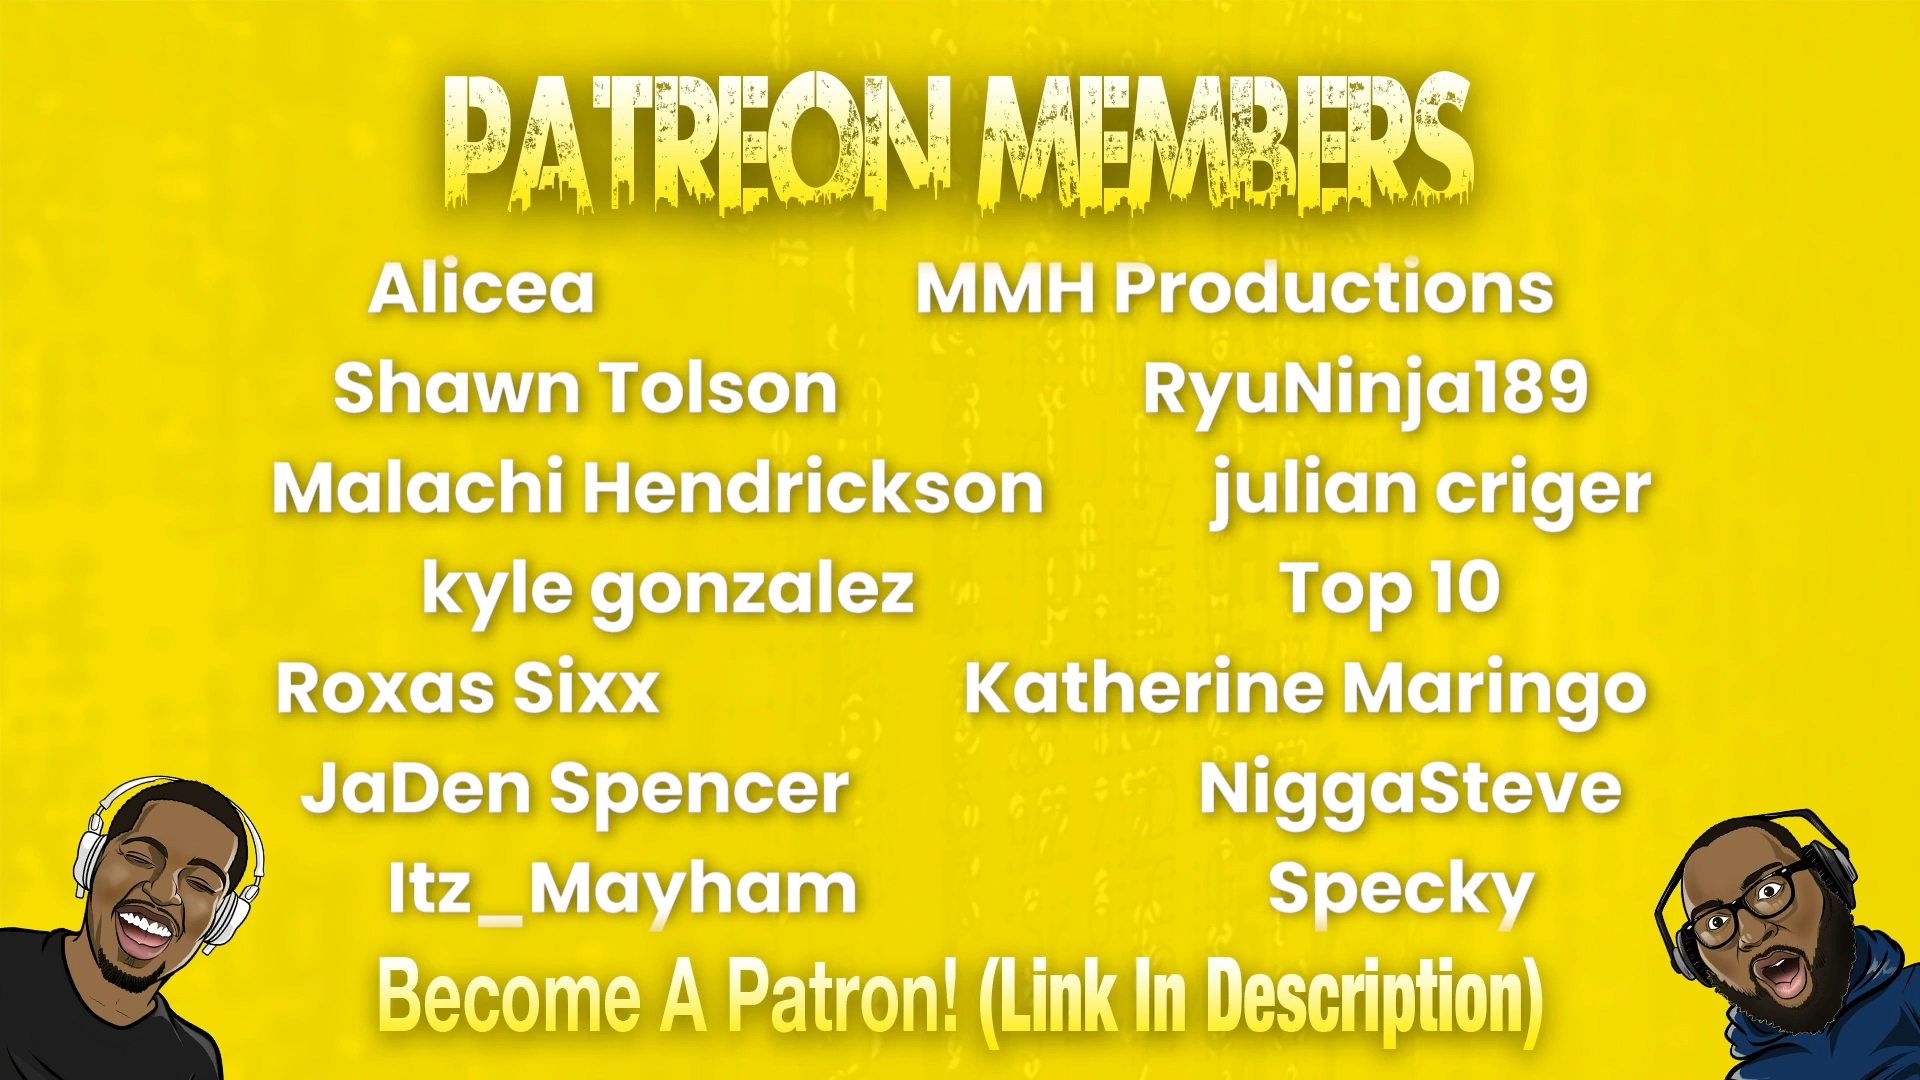 PATREON MEMBERS
Alicea MMH Productions
Shawn Tolson RyuNinja189
Malachi Hendrickson julian criger
kyle gonzalez Top 10
Roxas Sixx Katherine Maringo
JaDen Spencer NiggaSteve
Itz_Mayham Specky
Become A Patron! (Link In Description)